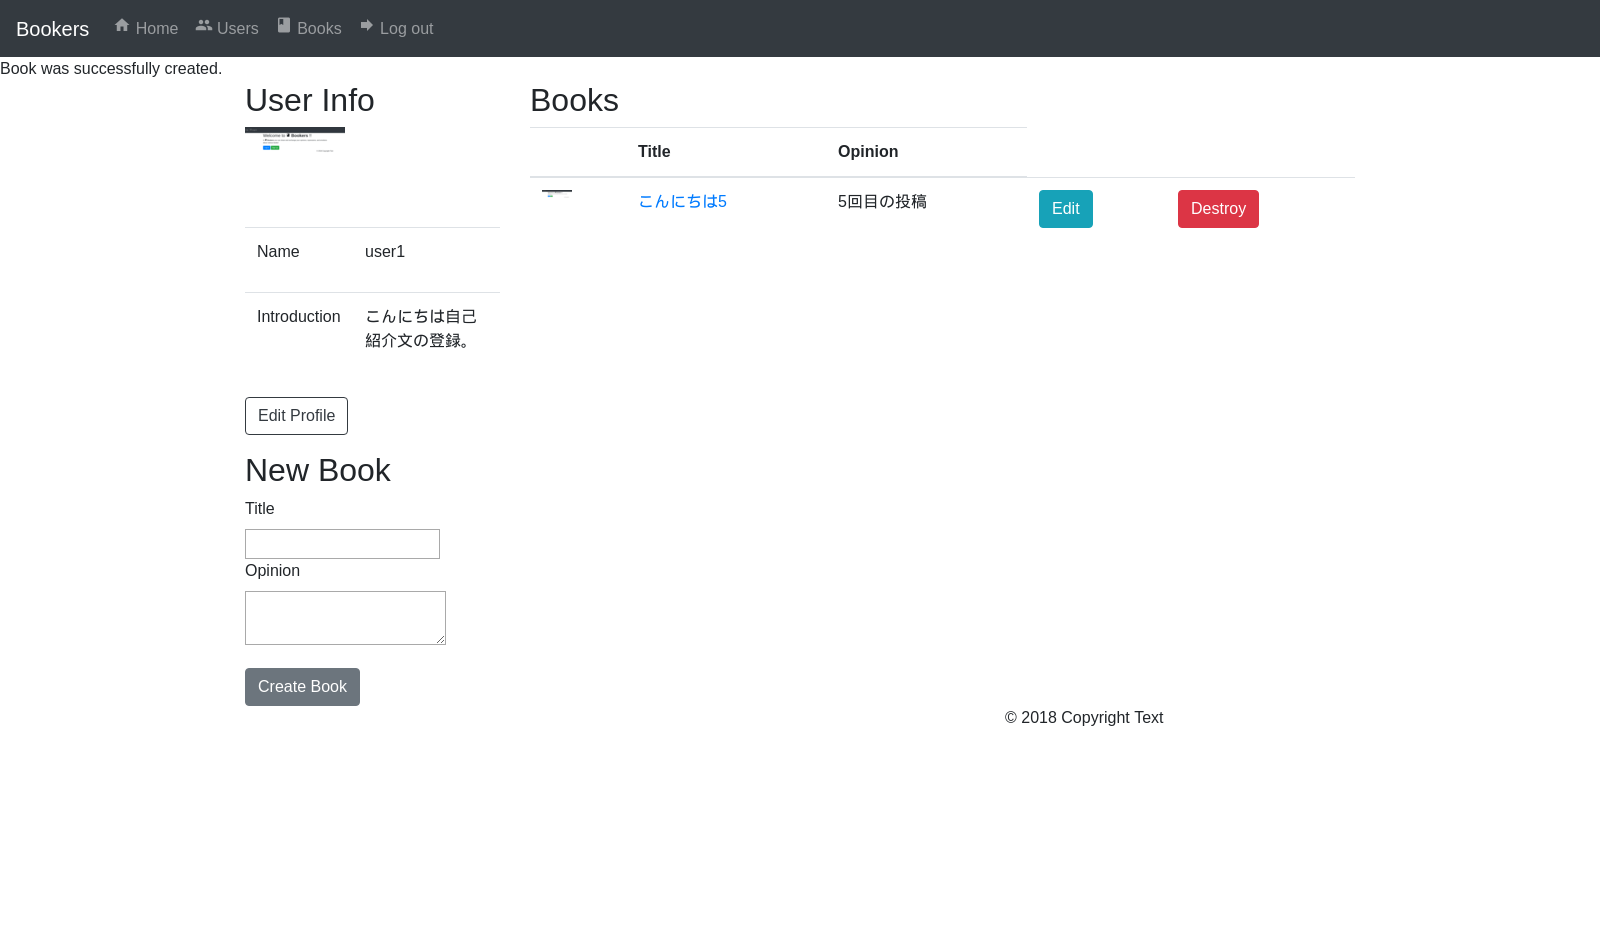 Bookers Home Users Books Log out
Book was successfully created.
User Info
Name user1
Introduction こんにちは自己
紹介文の登録。
Edit Profile
New Book
Title
Opinion
Create Book
Books
Title Opinion
こんにちは5 5回目の投稿 Edit Destroy
© 2018 Copyright Text